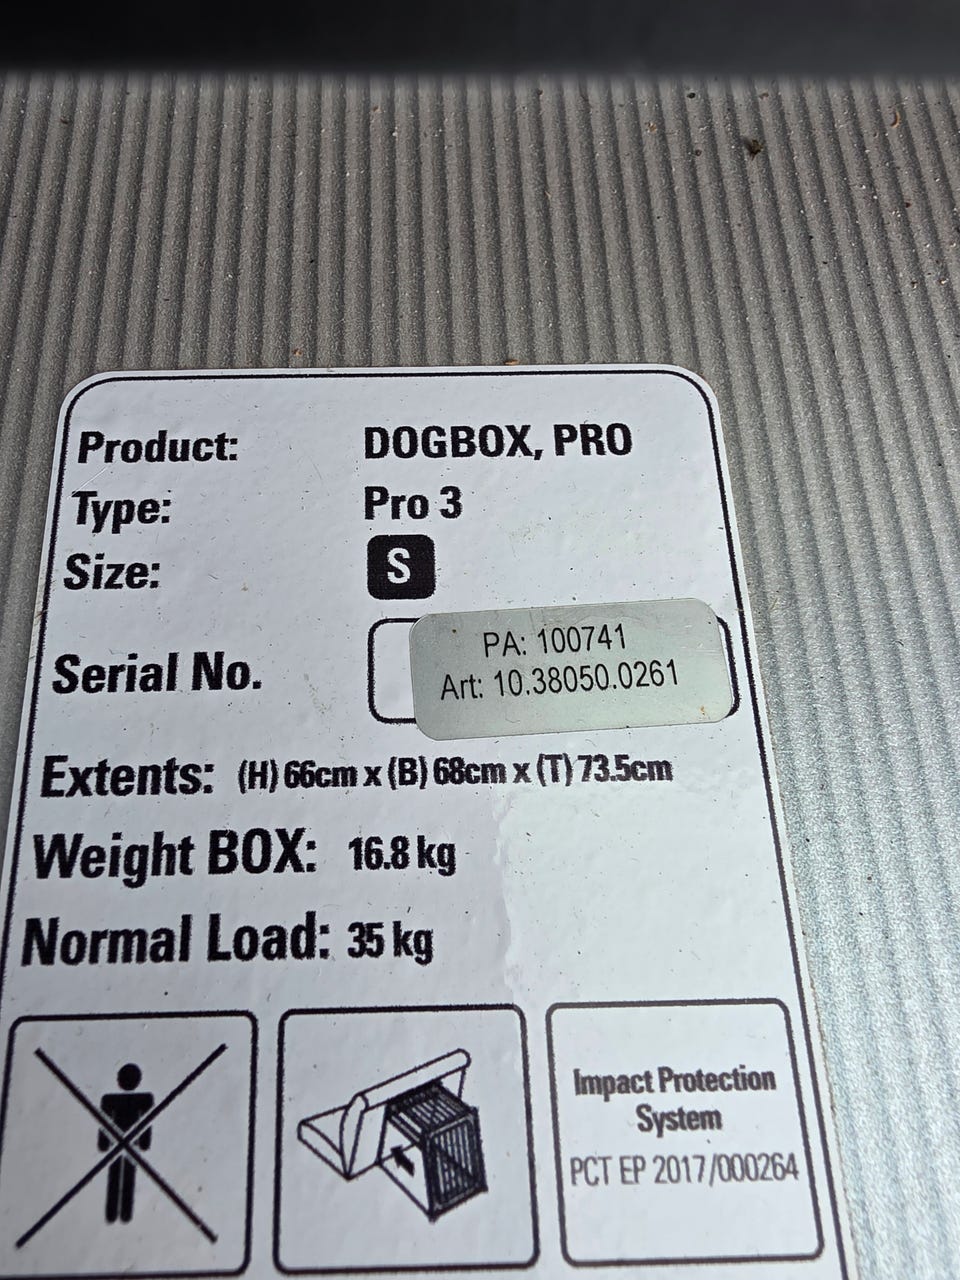 Product: DOGBOX, PRO
Type: Pro 3
Size: S
Serial No. PA: 100741
Art: 10.38050.0261
Extents: (H) 66cm x (B) 68cm x (T) 73.5cm
Weight BOX: 16.8 kg
Normal Load: 35 kg
Impact Protection
System
PCT EP 2017/000264